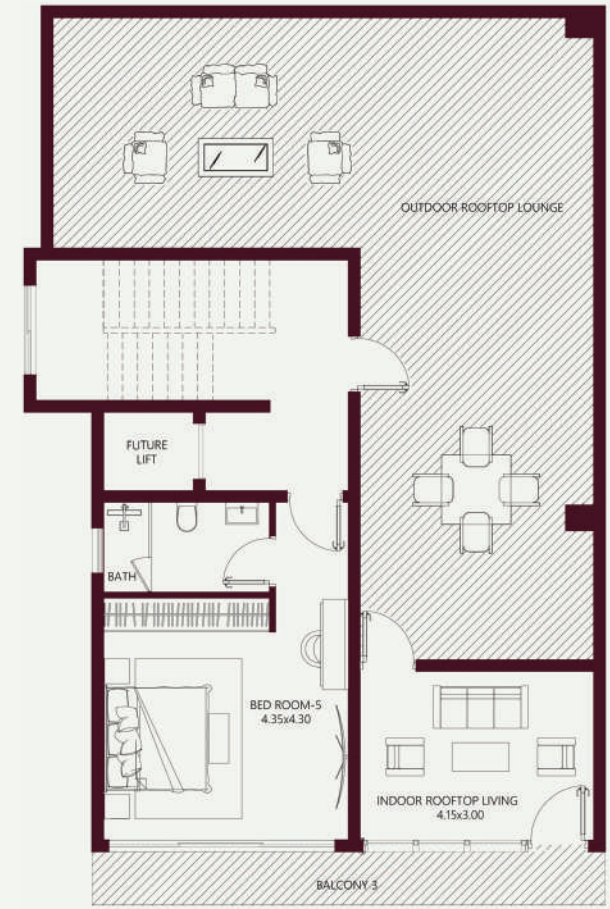 OUTDOOR ROOFTOP LOUNGE
FUTURE
LIFT
BATH
BED ROOM-5
4.35x4.30
INDOOR ROOFTOP LIVING
4.15x3.00
BALCONY 3